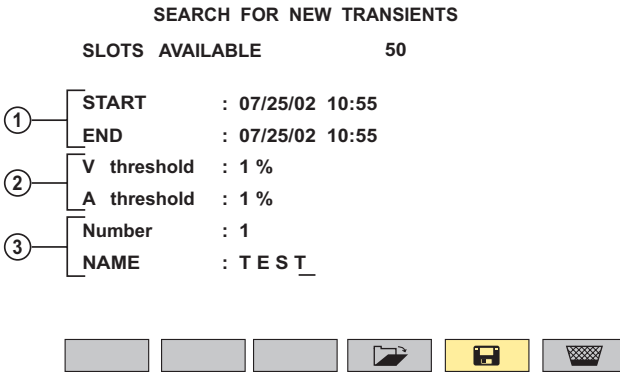 SEARCH FOR NEW TRANSIENTS
SLOTS AVAILABLE 50
1
START : 07/25/02 10:55
END : 07/25/02 10:55
2
V threshold : 1 %
A threshold : 1 %
3
Number : 1
NAME : T E S T